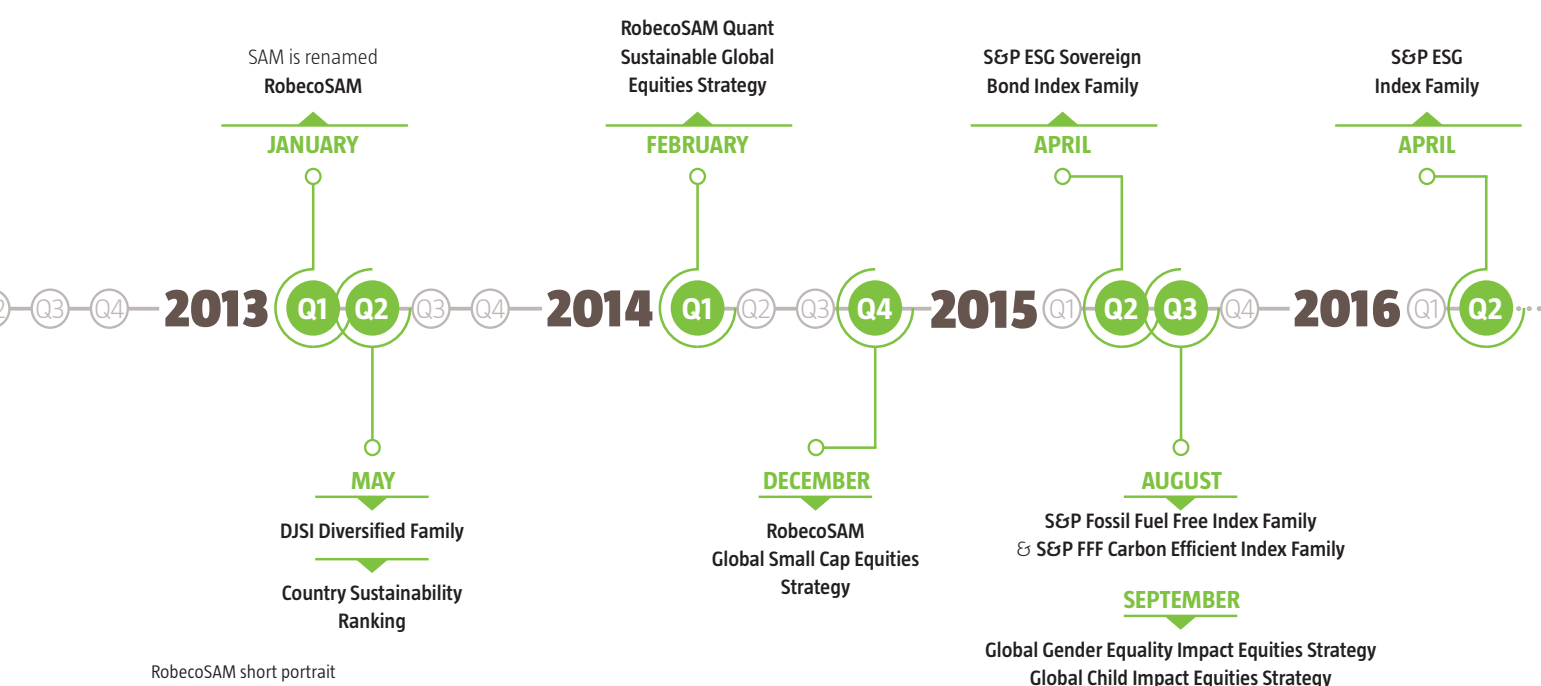 SAM is renamed
RobecoSAM
JANUARY
RobecoSAM Quant
Sustainable Global
Equities Strategy
FEBRUARY
S&P ESG Sovereign
Bond Index Family
APRIL
S&P ESG
Index Family
APRIL
Q3 Q4 2013 Q1 Q2 Q3 Q4 2014 Q1 Q2 Q3 Q4 2015 Q1 Q2 Q3 Q4 2016 Q1 Q2
MAY
DJSI Diversified Family
Country Sustainability
Ranking
DECEMBER
RobecoSAM
Global Small Cap Equities
Strategy
AUGUST
S&P Fossil Fuel Free Index Family
& S&P FFF Carbon Efficient Index Family
SEPTEMBER
Global Gender Equality Impact Equities Strategy
Global Child Impact Equities Strategy
RobecoSAM short portrait